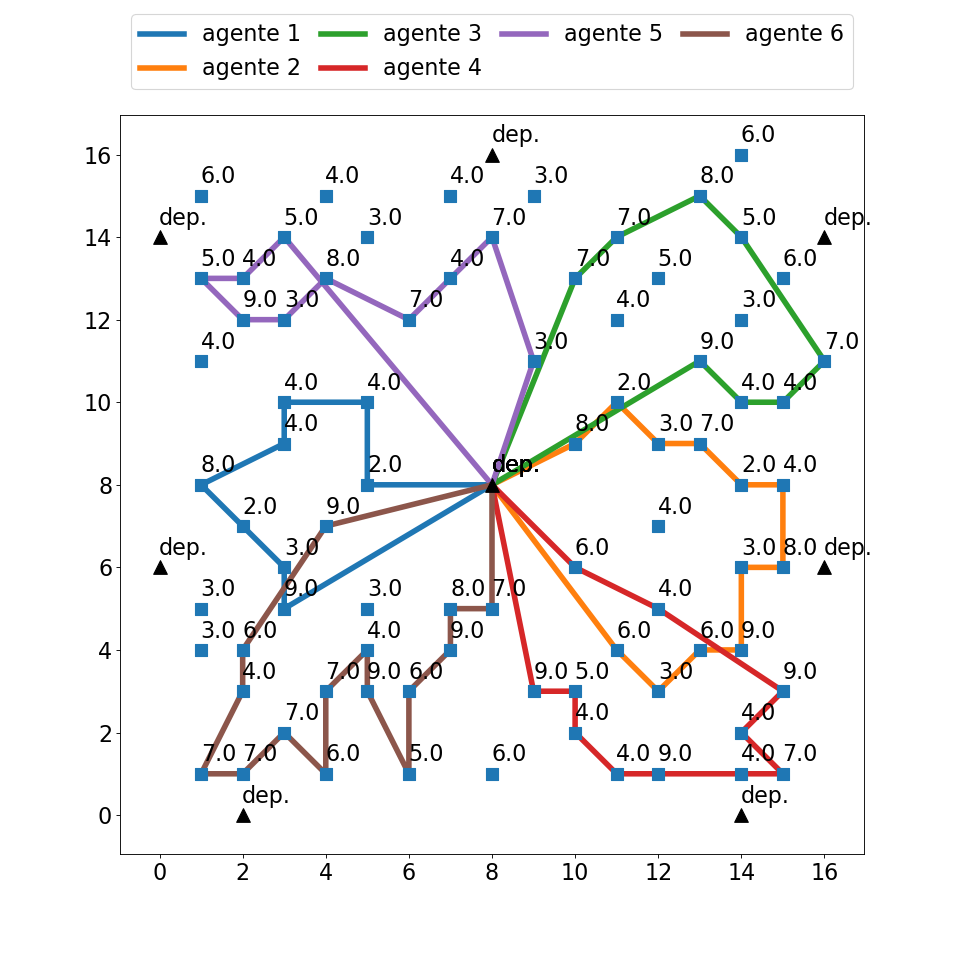 agente 1 agente 3 agente 5 agente 6
agente 2 agente 4
dep. 6.0
16
6.0 4.0 4.0 3.0 8.0
dep. 5.0 3.0 7.0 7.0 5.0 dep.
14
5.0 4.0 8.0 4.0 7.0 5.0 6.0
9.0 3.0 7.0 4.0 3.0
12
4.0 3.0 9.0 7.0
4.0 4.0 2.0 4.0 4.0
10
4.0 8.0 3.0 7.0
8.0 2.0 dep. 2.0 4.0
8
2.0 9.0 4.0
dep. 3.0 6.0 3.0 8.0 dep.
6
3.0 9.0 3.0 8.0 7.0 4.0
3.0 6.0 4.0 9.0 6.0 6.0 9.0
4
4.0 7.0 9.0 6.0 9.0 5.0 3.0 9.0
7.0 4.0 4.0
2
7.0 7.0 6.0 5.0 6.0 4.0 9.0 4.0 7.0
dep. dep.
0
0 2 4 6 8 10 12 14 16